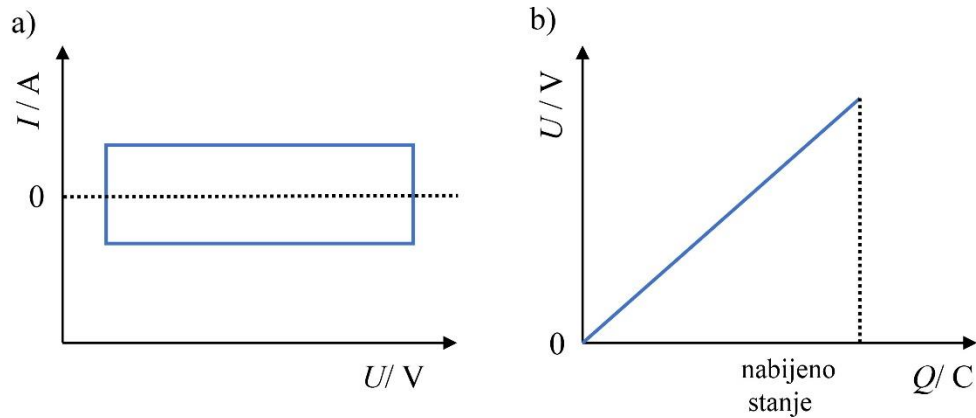 a)
I / A
0
U/ V
b)
U / V
0
nabijeno
stanje
Q/ C